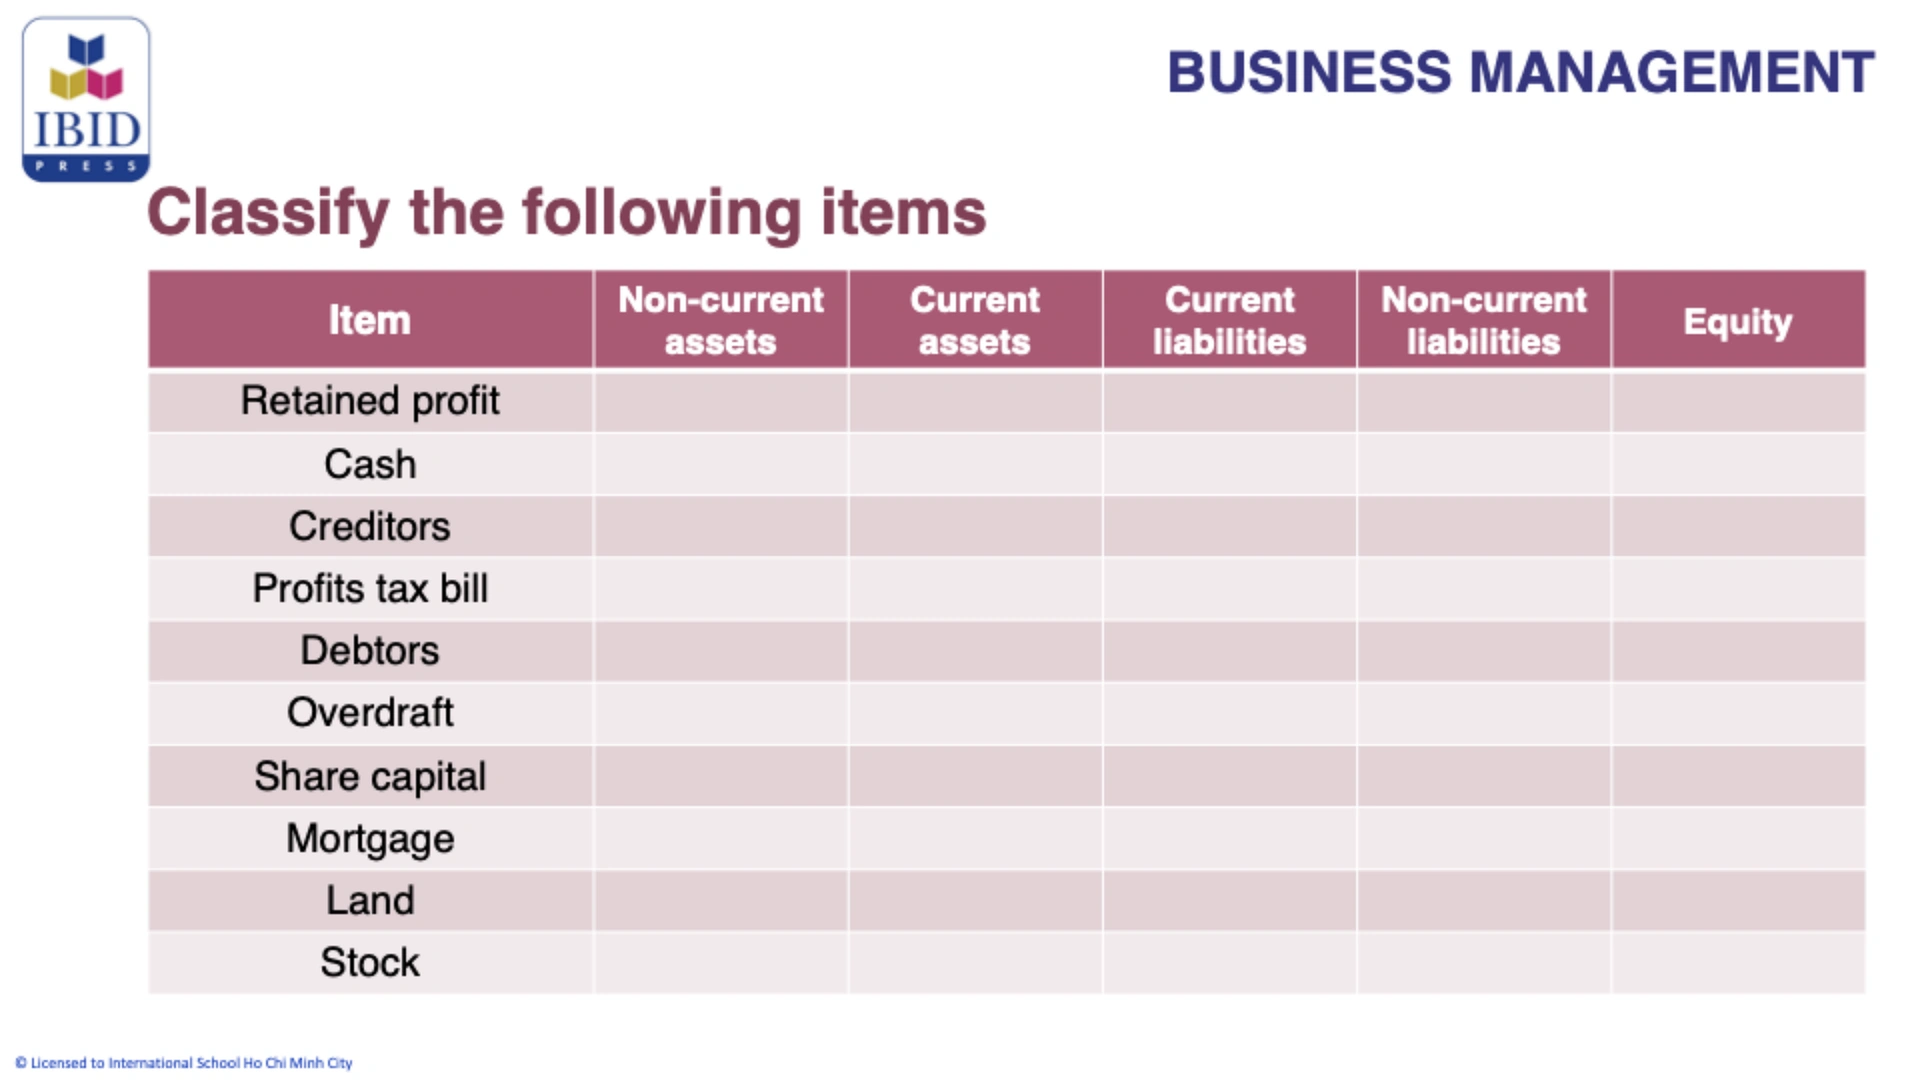 IBID
PRESS
BUSINESS MANAGEMENT
Classify the following items
Item
Non-current assets
Current assets
Current liabilities
Non-current liabilities
Equity
Retained profit
Cash
Creditors
Profits tax bill
Debtors
Overdraft
Share capital
Mortgage
Land
Stock
© Licensed to International School Ho Chi Minh City